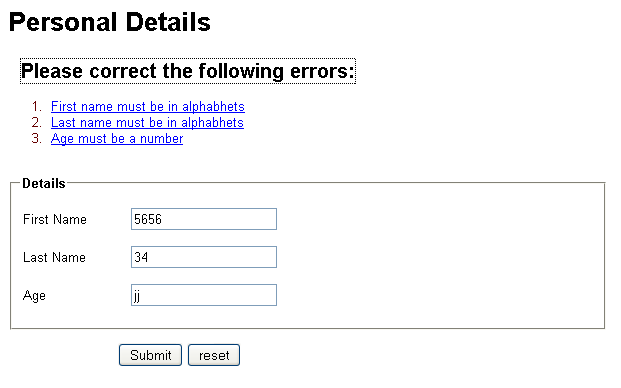 Personal Details
Please correct the following errors:
1. First name must be in alphabhets
2. Last name must be in alphabhets
3. Age must be a number
Details
First Name 5656
Last Name 34
Age jj
Submit reset